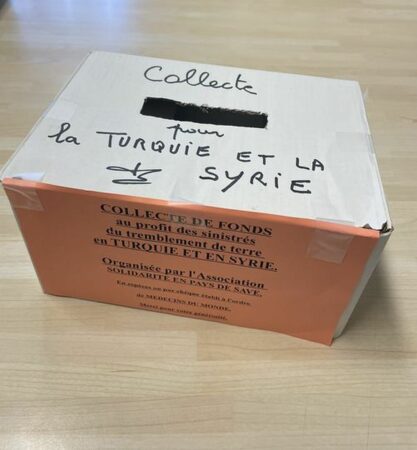 Collecte
pour
la TURQUIE ET LA
SYRIE
COLLECTE DE FONDS
au profit des sinistrés
du tremblement de terre
en TURQUIE ET EN SYRIE.
Organisée par l'Association
SOLIDARITE EN PAYS DE SAVE.
En espèces ou par chèque établi à l'ordre
de MEDECINS DU MONDE.
Merci pour votre générosité.